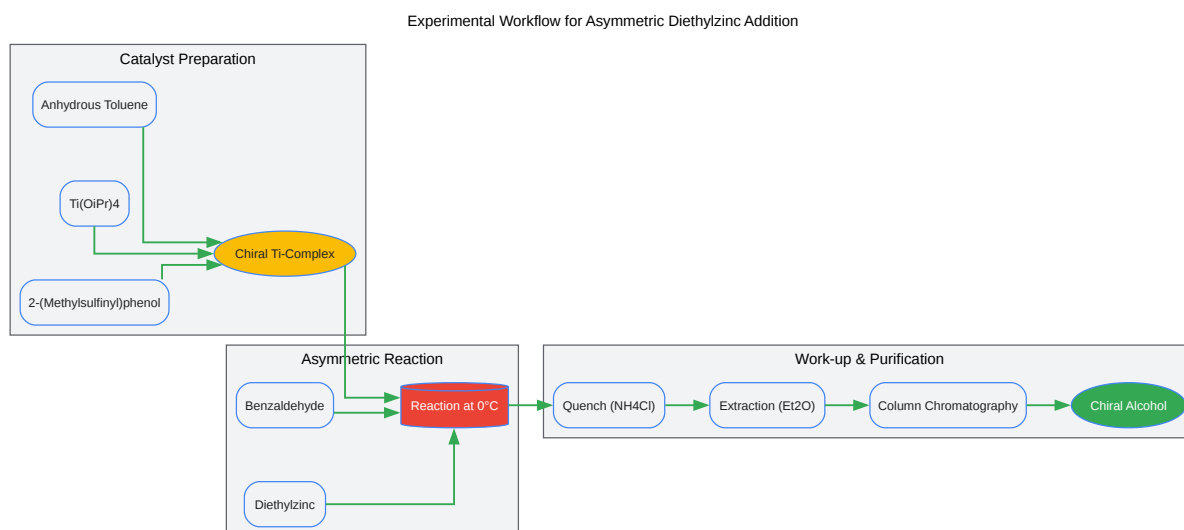 Experimental Workflow for Asymmetric Diethylzinc Addition
Catalyst Preparation
Anhydrous Toluene
Ti(OiPr)4
Chiral Ti-Complex
2-(Methylsulfinyl)phenol
Asymmetric Reaction
Benzaldehyde
Reaction at 0°C
Diethylzinc
Work-up & Purification
Quench (NH4Cl)
Extraction (Et2O)
Column Chromatography
Chiral Alcohol